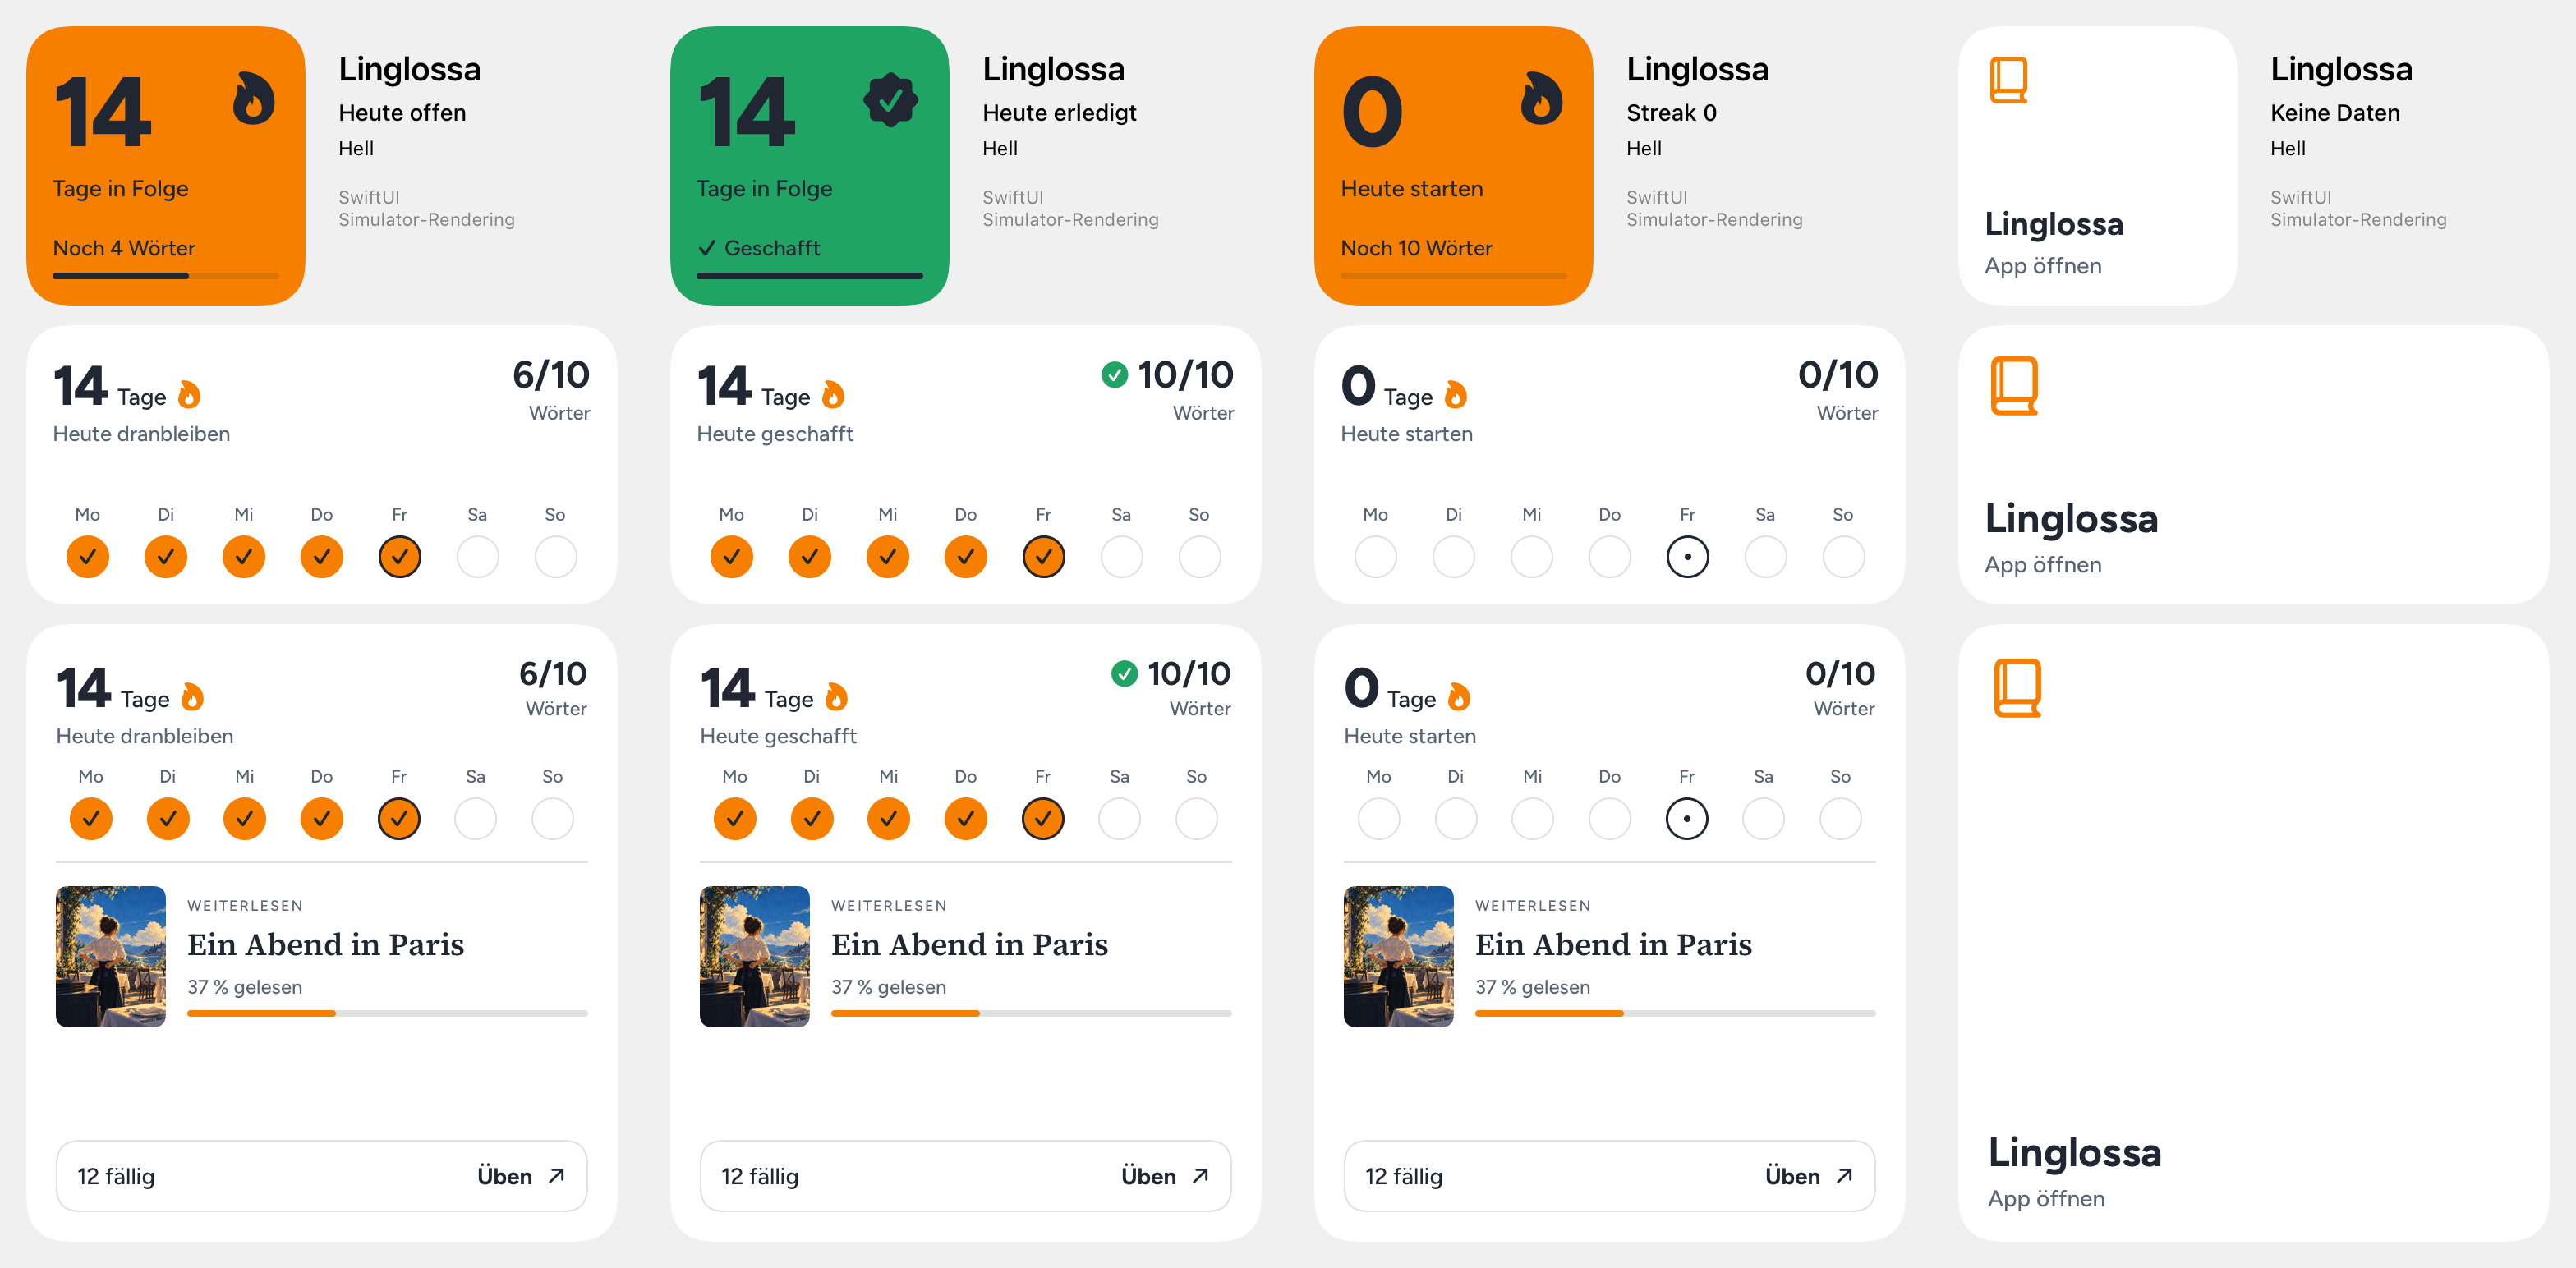 14
Tage in Folge
Noch 4 Wörter
Linglossa
Heute offen
Hell
SwiftUI
Simulator-Rendering
14
Tage in Folge
Geschafft
Linglossa
Heute erledigt
Hell
SwiftUI
Simulator-Rendering
0
Heute starten
Noch 10 Wörter
Linglossa
Streak 0
Hell
SwiftUI
Simulator-Rendering
Linglossa
App öffnen
Linglossa
Keine Daten
Hell
SwiftUI
Simulator-Rendering
14 Tage
Heute dranbleiben
6/10
Wörter
Mo Di Mi Do Fr Sa So
14 Tage
Heute geschafft
10/10
Wörter
Mo Di Mi Do Fr Sa So
0 Tage
Heute starten
0/10
Wörter
Mo Di Mi Do Fr Sa So
Linglossa
App öffnen
14 Tage
Heute dranbleiben
6/10
Wörter
Mo Di Mi Do Fr Sa So
WEITERLESEN
Ein Abend in Paris
37 % gelesen
12 fällig Üben
14 Tage
Heute geschafft
10/10
Wörter
Mo Di Mi Do Fr Sa So
WEITERLESEN
Ein Abend in Paris
37 % gelesen
12 fällig Üben
0 Tage
Heute starten
0/10
Wörter
Mo Di Mi Do Fr Sa So
WEITERLESEN
Ein Abend in Paris
37 % gelesen
12 fällig Üben
Linglossa
App öffnen